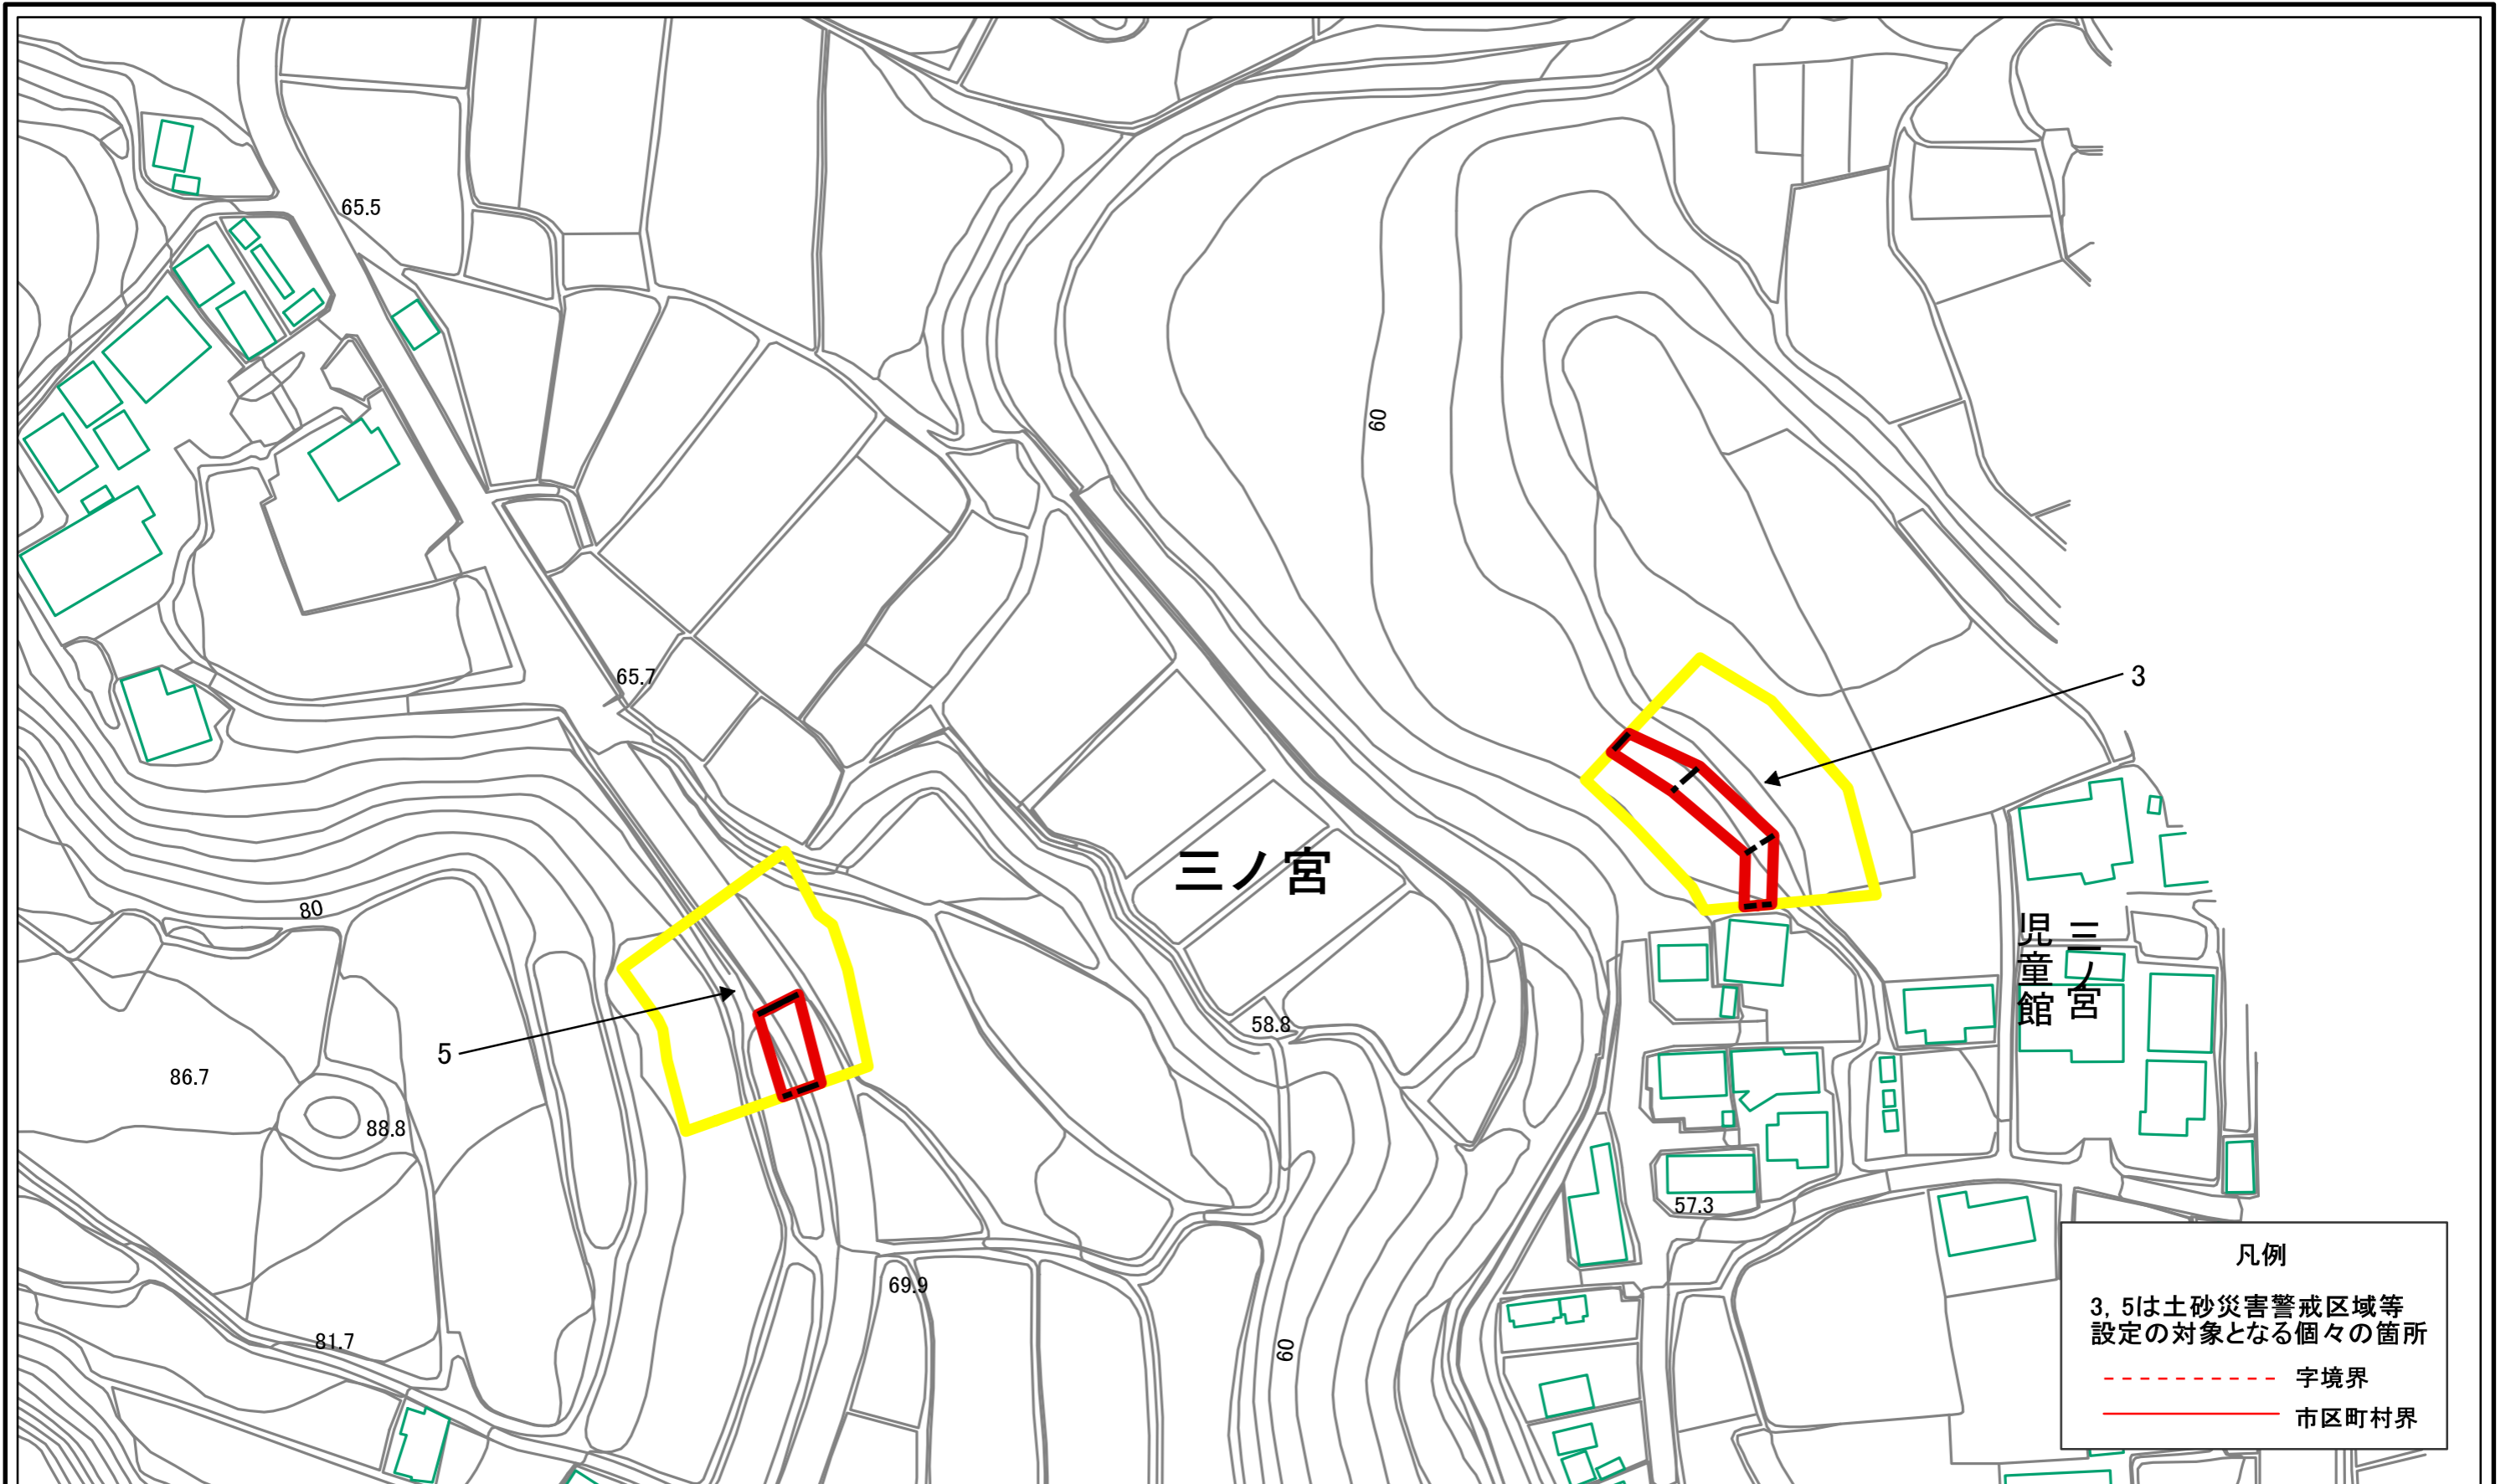 65.5
60
65.7
3
三ノ宮
80
三ノ宮
児童館
58.8
5
86.7
88.8
57.3
69.9
81.7
60
凡例
3, 5は土砂災害警戒区域等
設定の対象となる個々の箇所
字境界
市区町村界